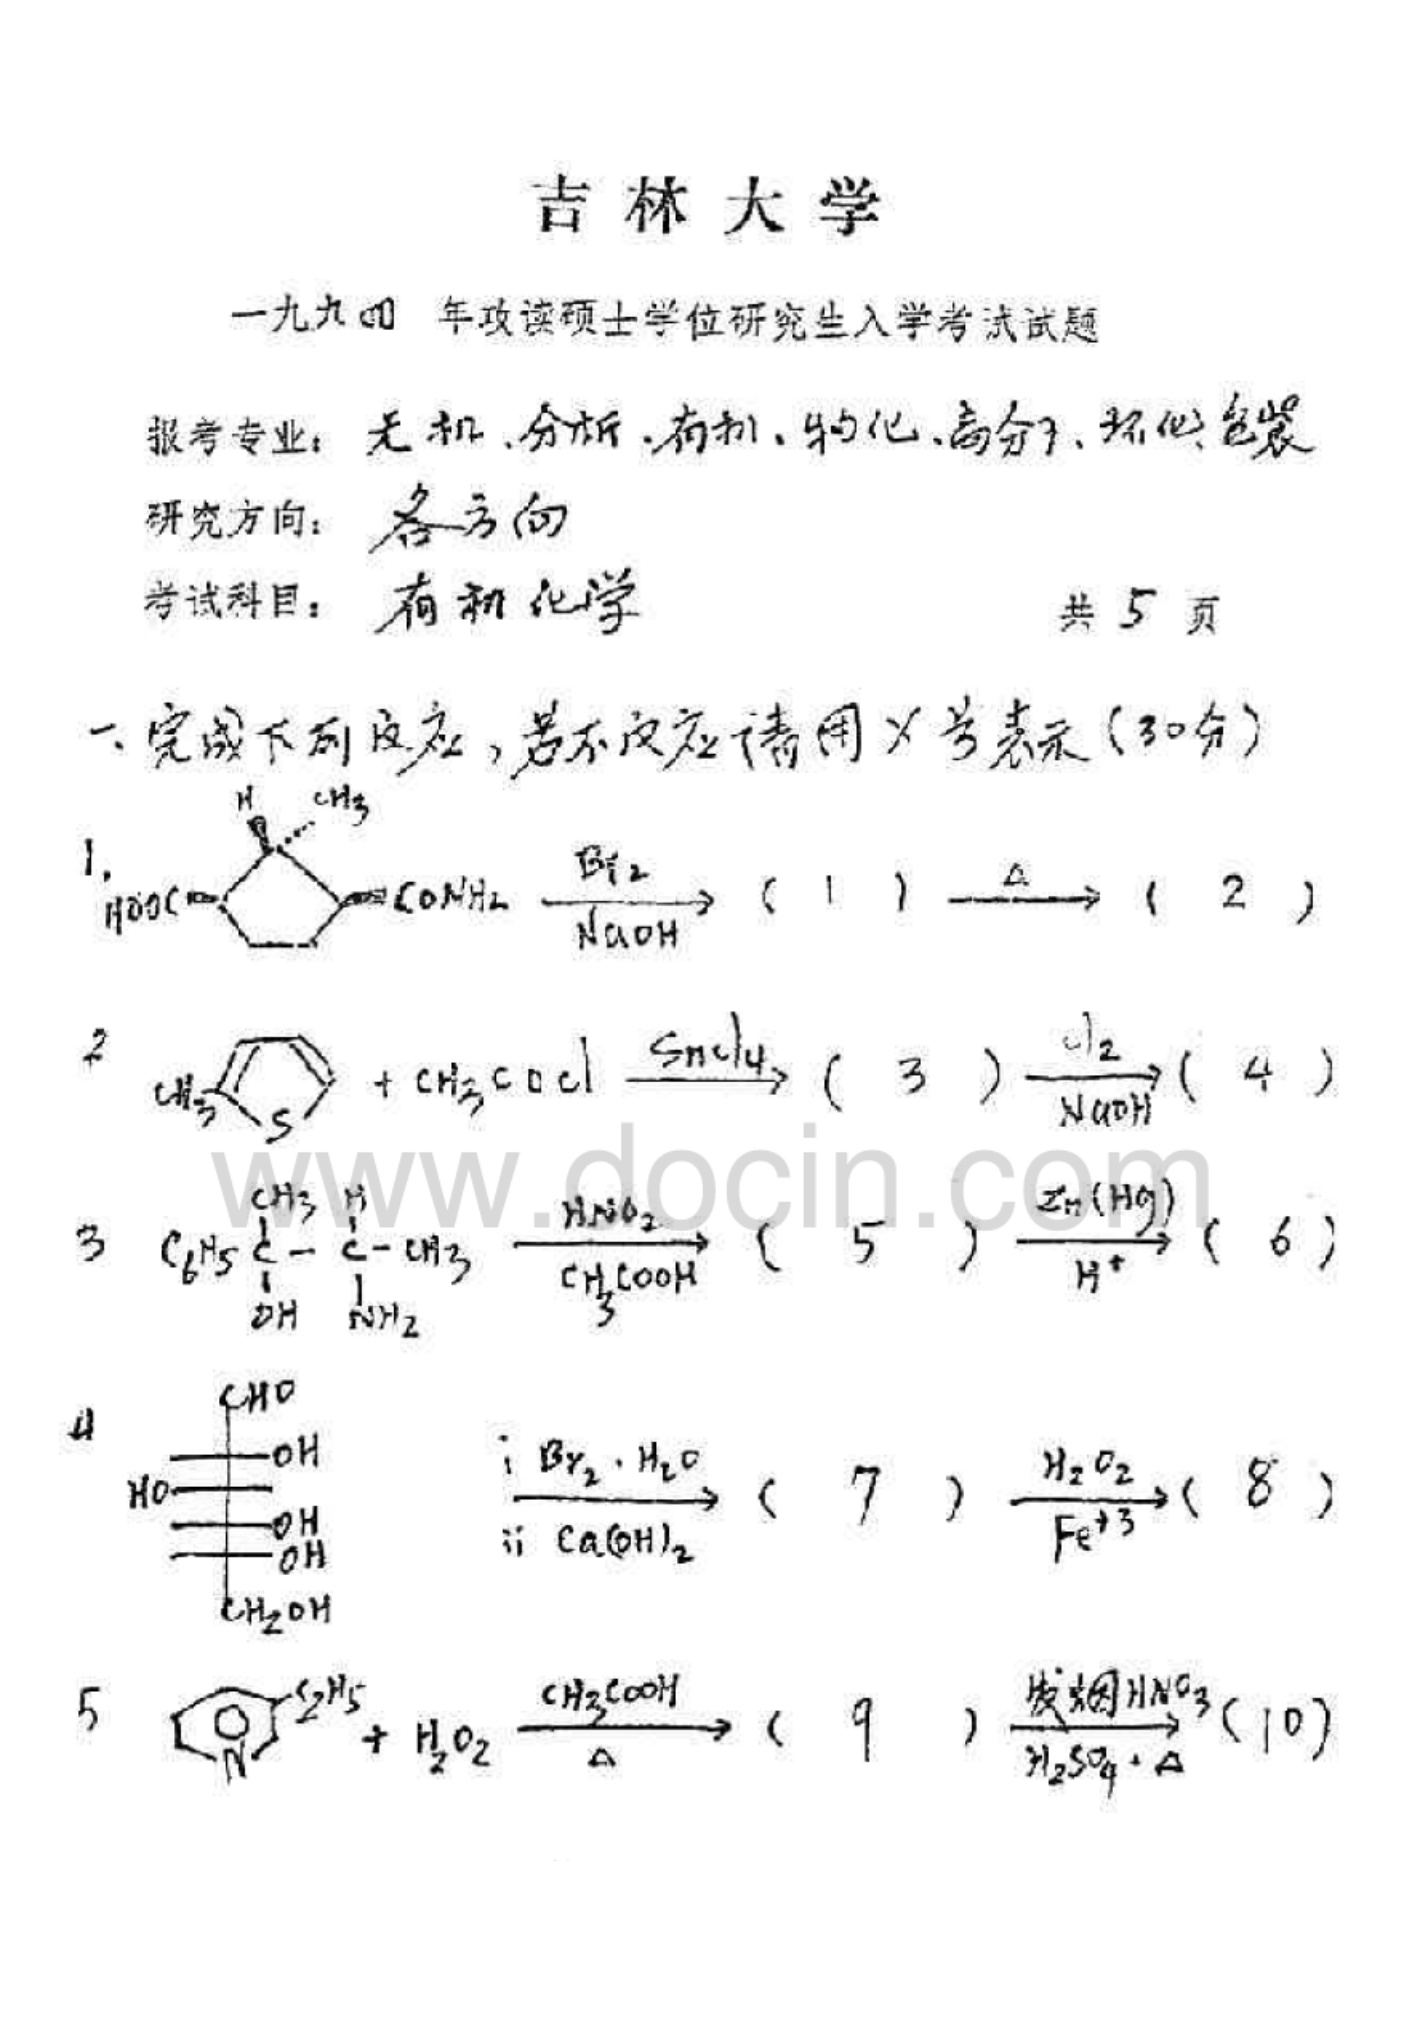 吉林大学
一九九四 年攻读硕士学位研究生入学考试试题
报考专业: 无机、分析、有机、物化、高分子、环化、包装
研究方向: 各方向
考试科目: 有机化学
共 5 页
一、完成下列反应,若不反应请用 X 号表示(30分)
H CH3
1. HOOC CONH2 Br2 NaOH ( 1 ) △ ( 2 )
2 CH3 S + CH3COCl SnCl4 ( 3 ) Cl2 NaOH ( 4 )
www.docin.com
CH3 H
3 C6H5 C - C - CH3 HNO2 CH3COOH ( 5 ) Zn(Hg) H+ ( 6 )
OH NH2
4 CHO
OH
HO
OH
OH
CH2OH
i Br2·H2O ii Ca(OH)2 ( 7 ) H2O2 Fe+3 ( 8 )
5 N C2H5 + H2O2 CH3COOH △ ( 9 ) 发烟HNO3 H2SO4·△ (10)